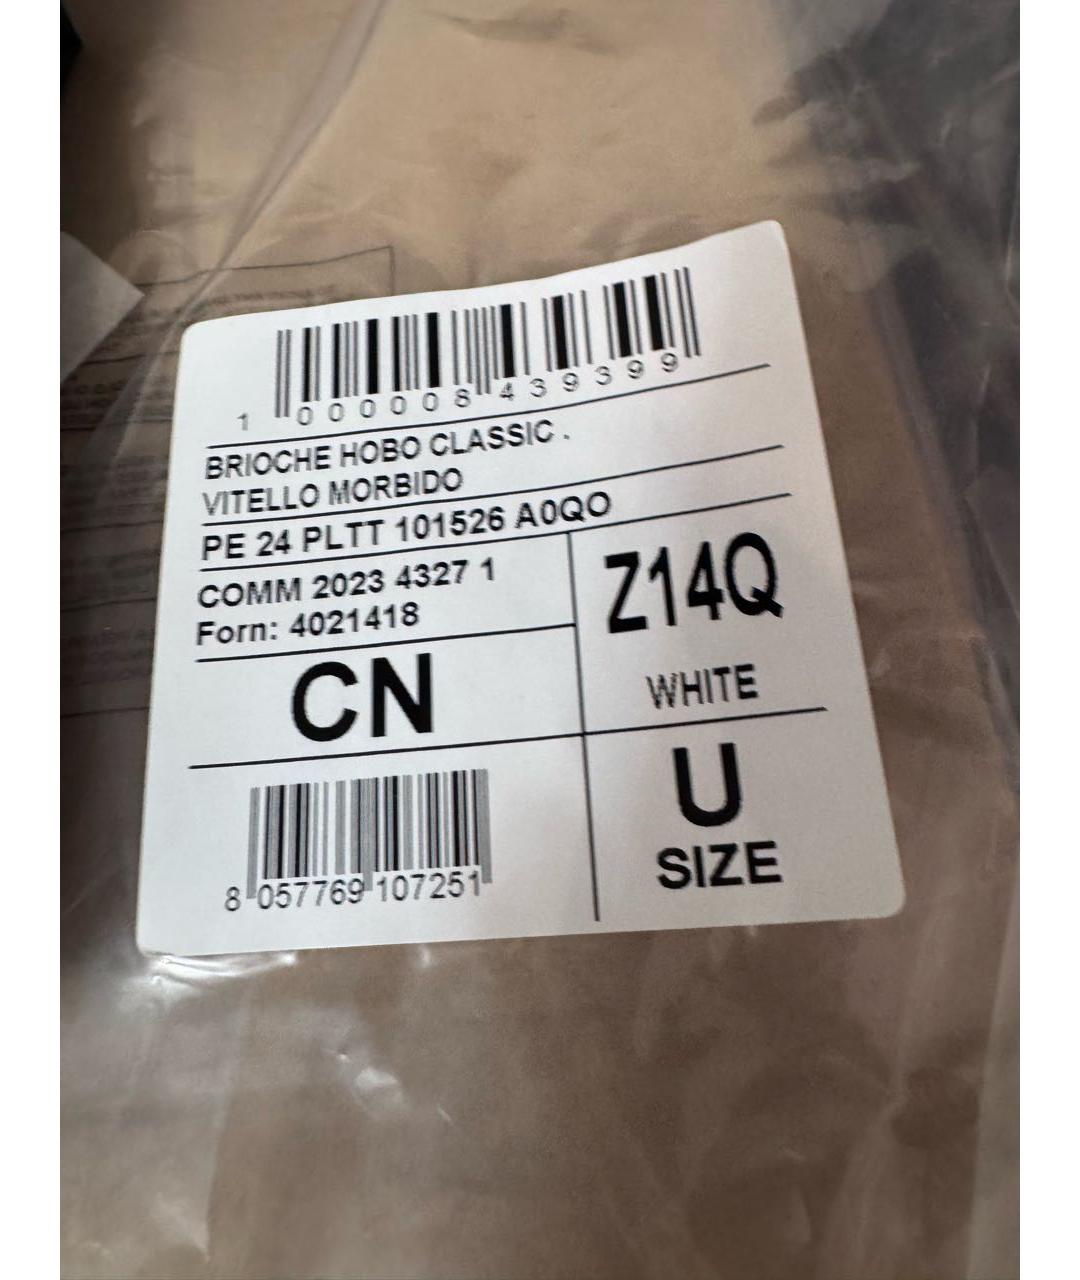 1 000008 439399
BRIOCHE HOBO CLASSIC .
VITELLO MORBIDO
PE 24 PLTT 101526 A0QO
COMM 2023 4327 1
Forn: 4021418
Z14Q
WHITE
CN
U
SIZE
8 057769 107251